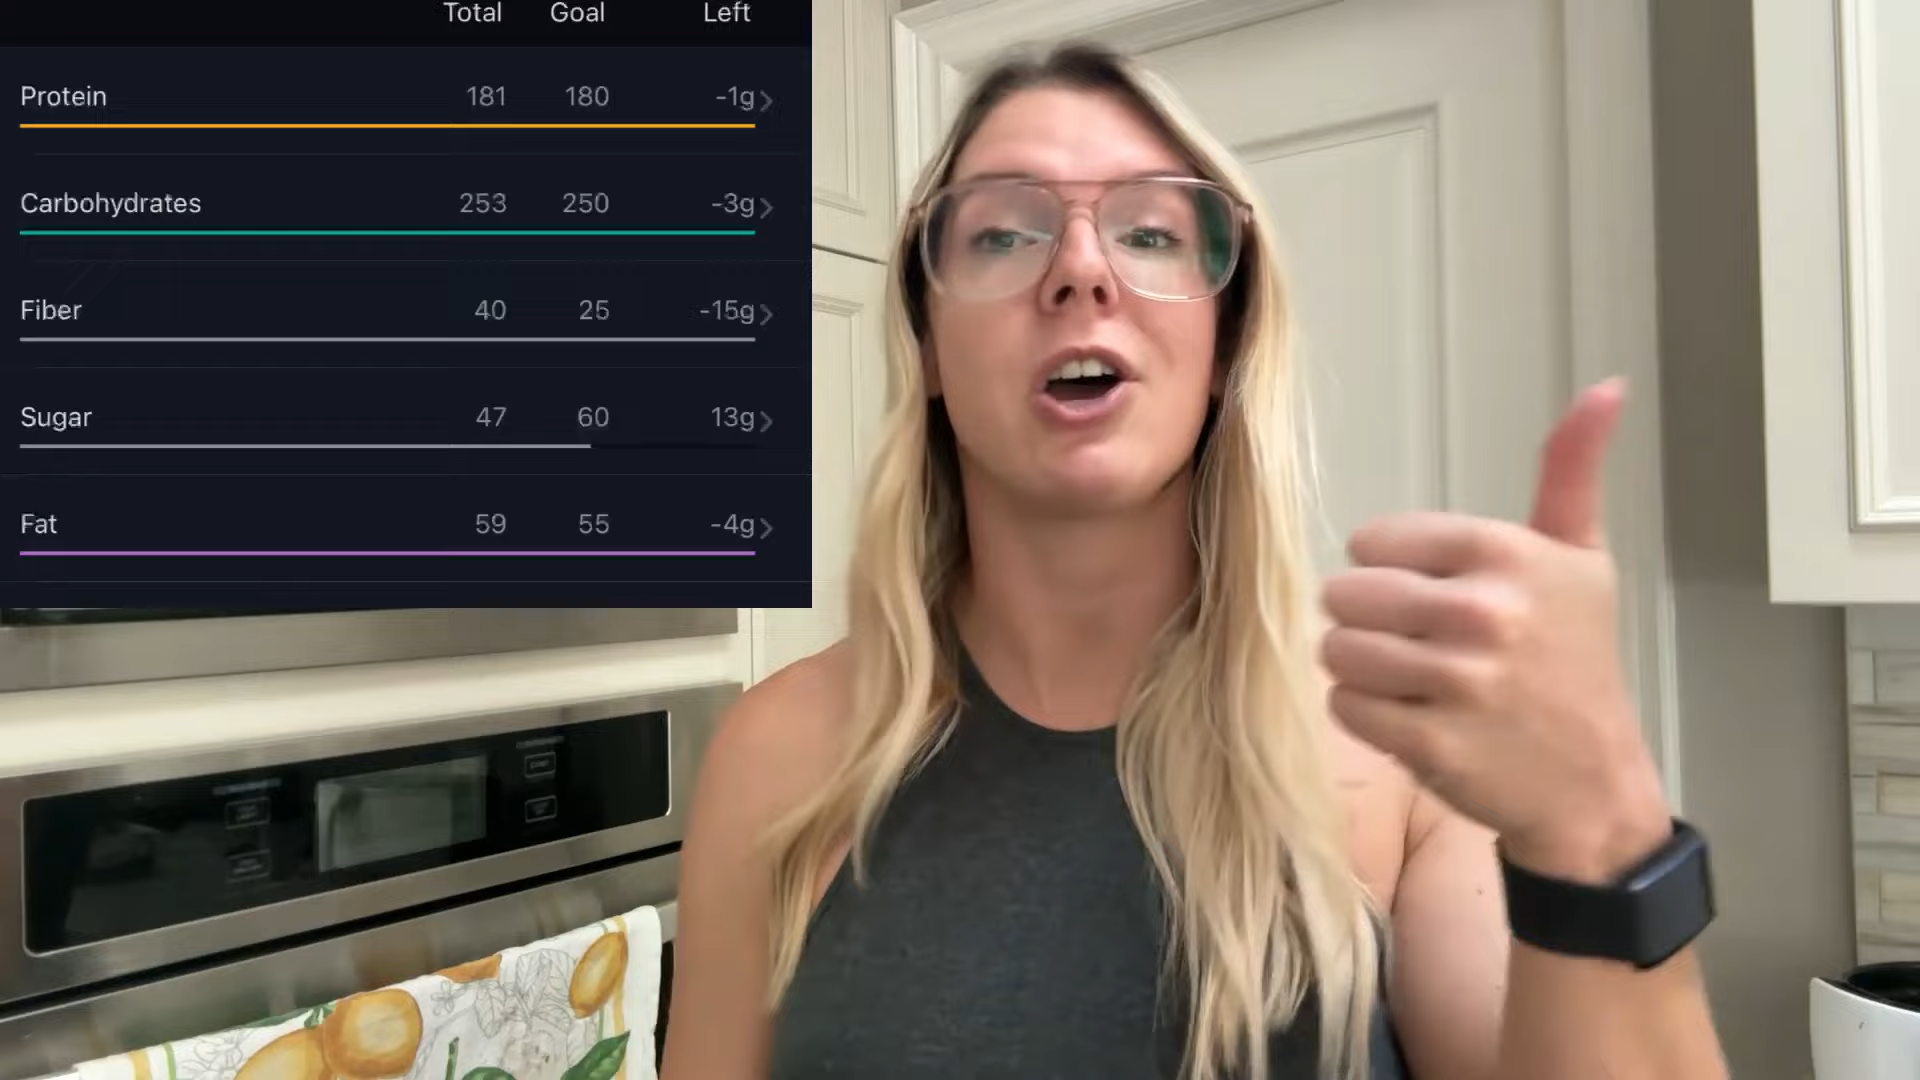 Total Goal Left
Protein 181 180 -1g
Carbohydrates 253 250 -3g
Fiber 40 25 -15g
Sugar 47 60 13g
Fat 59 55 -4g